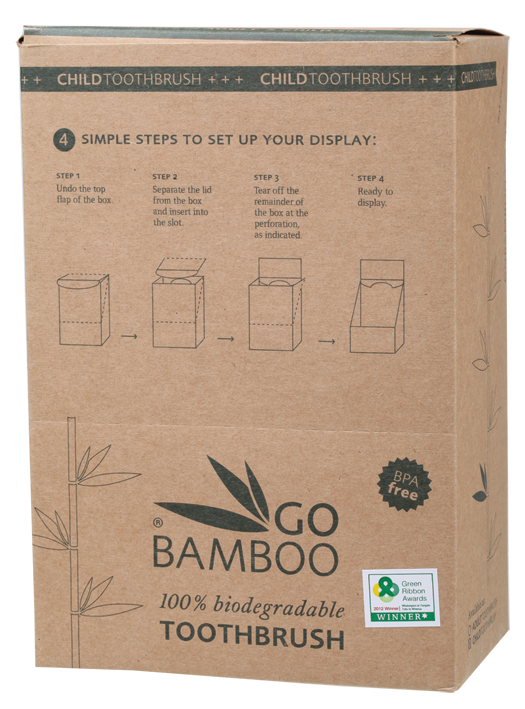 + + CHILDTOOTHBRUSH + + + CHILDTOOTHBRUSH + + +
CHILDTOOTHBRUSH
4 SIMPLE STEPS TO SET UP YOUR DISPLAY:
STEP 1
Undo the top
flap of the box.
STEP 2
Separate the lid
from the box
and insert into
the slot.
STEP 3
Tear off the
remainder of
the box at the
perforation,
as indicated.
STEP 4
Ready to
display.
BPA
free
® GO
BAMBOO
100% biodegradable
TOOTHBRUSH
Green
Ribbon
Awards
2012 Winner
WINNER